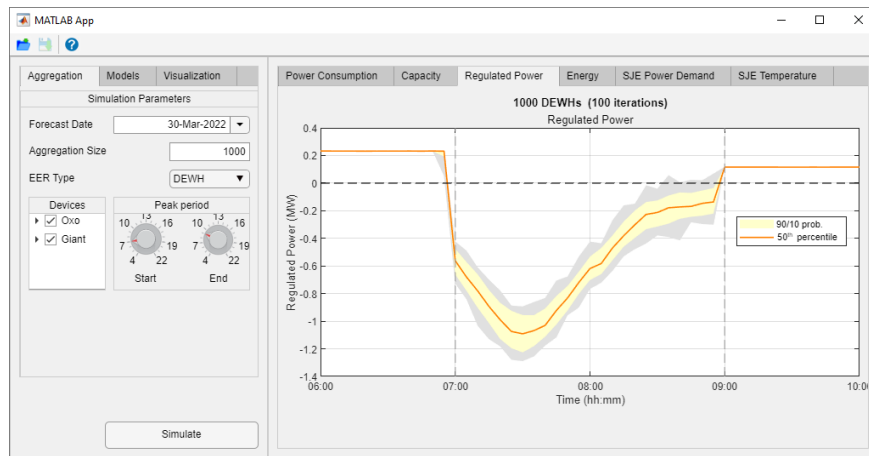 MATLAB App
Aggregation Models Visualization
Simulation Parameters
Forecast Date 30-Mar-2022
Aggregation Size 1000
EER Type DEWH
Devices
Oxo
Giant
Peak period
4 7 10 13 16 19 22
Start
4 7 10 13 16 19 22
End
Simulate
Power Consumption Capacity Regulated Power Energy SJE Power Demand SJE Temperature
1000 DEWHs (100 iterations)
Regulated Power
Regulated Power (MW)
0.4
0.2
0
-0.2
-0.4
-0.6
-0.8
-1
-1.2
-1.4
90/10 prob.
50th percentile
06:00 07:00 08:00 09:00 10:00
Time (hh:mm)